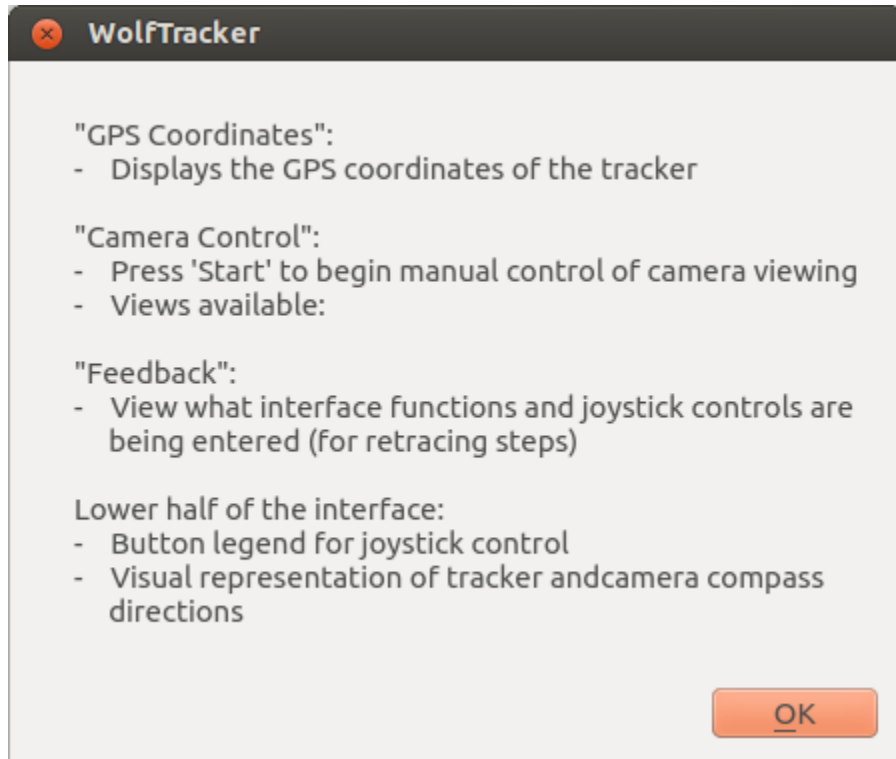 WolfTracker
"GPS Coordinates":
- Displays the GPS coordinates of the tracker
"Camera Control":
- Press 'Start' to begin manual control of camera viewing
- Views available:
"Feedback":
- View what interface functions and joystick controls are
being entered (for retracing steps)
Lower half of the interface:
- Button legend for joystick control
- Visual representation of tracker andcamera compass
directions
OK